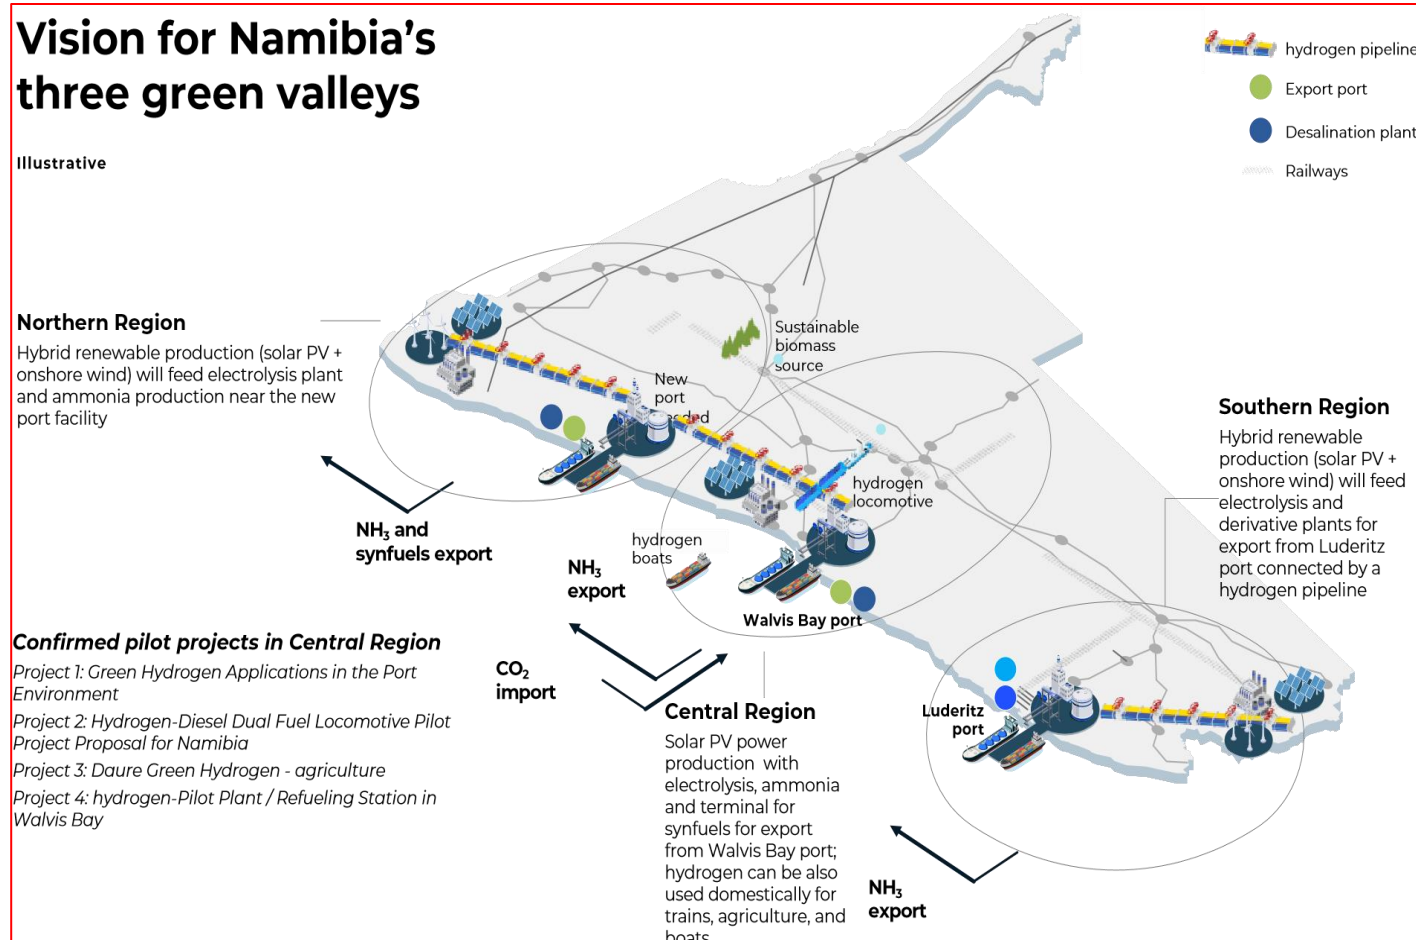 Vision for Namibia's
three green valleys
Illustrative
hydrogen pipeline
Export port
Desalination plant
Railways
Northern Region
Hybrid renewable production (solar PV +
onshore wind) will feed electrolysis plant
and ammonia production near the new
port facility
Sustainable
biomass
source
New
port
NH₃ and
synfuels export
hydrogen
locomotive
hydrogen
boats
NH₃
export
Walvis Bay port
CO₂
import
Southern Region
Hybrid renewable
production (solar PV +
onshore wind) will feed
electrolysis and
derivative plants for
export from Luderitz
port connected by a
hydrogen pipeline
Confirmed pilot projects in Central Region
Project 1: Green Hydrogen Applications in the Port
Environment
Project 2: Hydrogen-Diesel Dual Fuel Locomotive Pilot
Project Proposal for Namibia
Project 3: Daure Green Hydrogen - agriculture
Project 4: hydrogen-Pilot Plant / Refueling Station in
Walvis Bay
Central Region
Solar PV power
production with
electrolysis, ammonia
and terminal for
synfuels for export
from Walvis Bay port;
hydrogen can be also
used domestically for
trains, agriculture, and
boats
Luderitz
port
NH₃
export